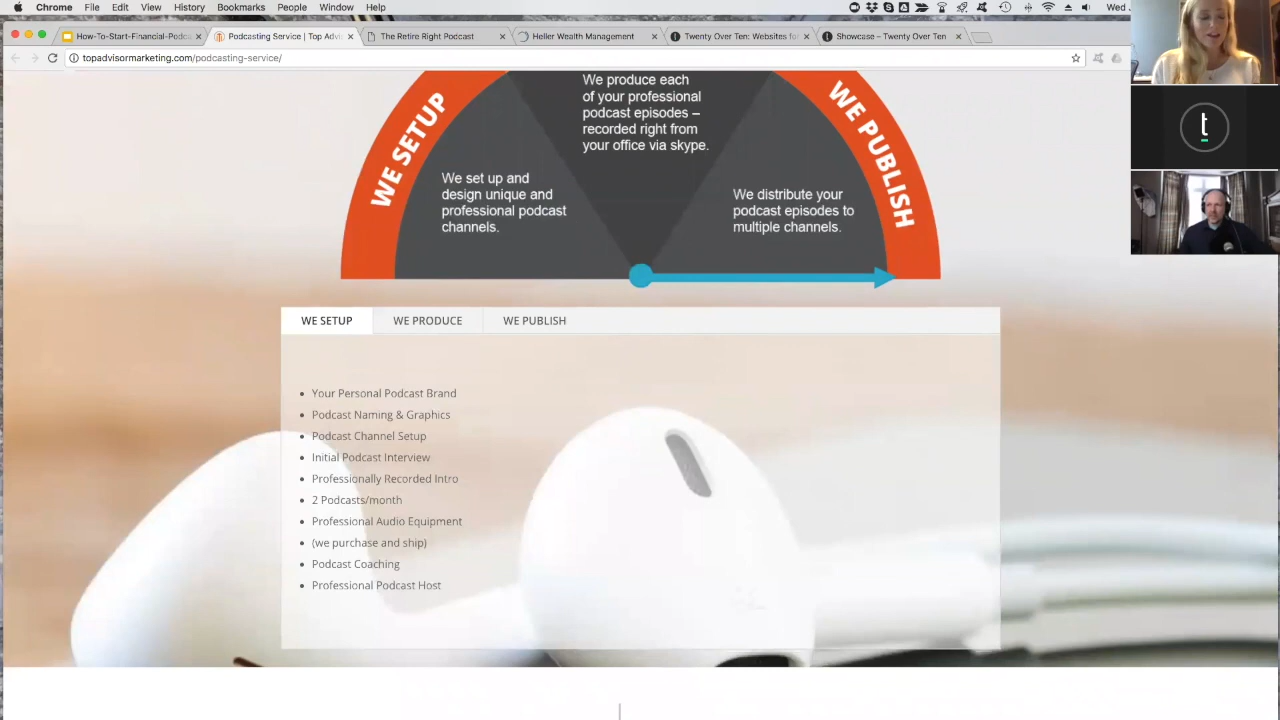 Chrome File Edit View History Bookmarks People Window Help Wed
How-To-Start-Financial-Podca
Podcasting Service | Top Advis
The Retire Right Podcast
Heller Wealth Management
Twenty Over Ten: Websites for
Showcase – Twenty Over Ten
topadvisormarketing.com/podcasting-service/
WE SETUP
We produce each
of your professional
podcast episodes –
recorded right from
your office via skype.
WE PUBLISH
We set up and
design unique and
professional podcast
channels.
We distribute your
podcast episodes to
multiple channels.
t
WE SETUP WE PRODUCE WE PUBLISH
Your Personal Podcast Brand
Podcast Naming & Graphics
Podcast Channel Setup
Initial Podcast Interview
Professionally Recorded Intro
2 Podcasts/month
Professional Audio Equipment
(we purchase and ship)
Podcast Coaching
Professional Podcast Host